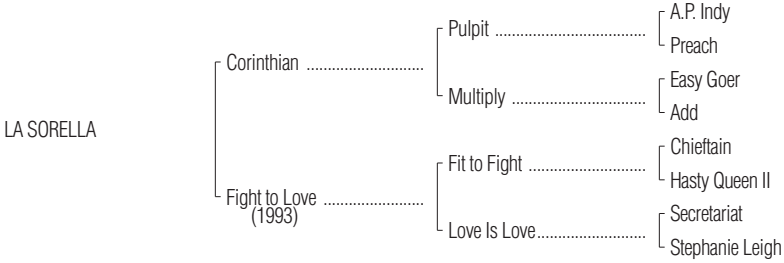 A.P. Indy
Pulpit ....................................
Preach
Corinthian ............................
Easy Goer
Multiply ................................
Add
LA SORELLA
Chieftain
Fit to Fight ............................
Hasty Queen II
Fight to Love ........................
(1993)
Secretariat
Love Is Love..........................
Stephanie Leigh